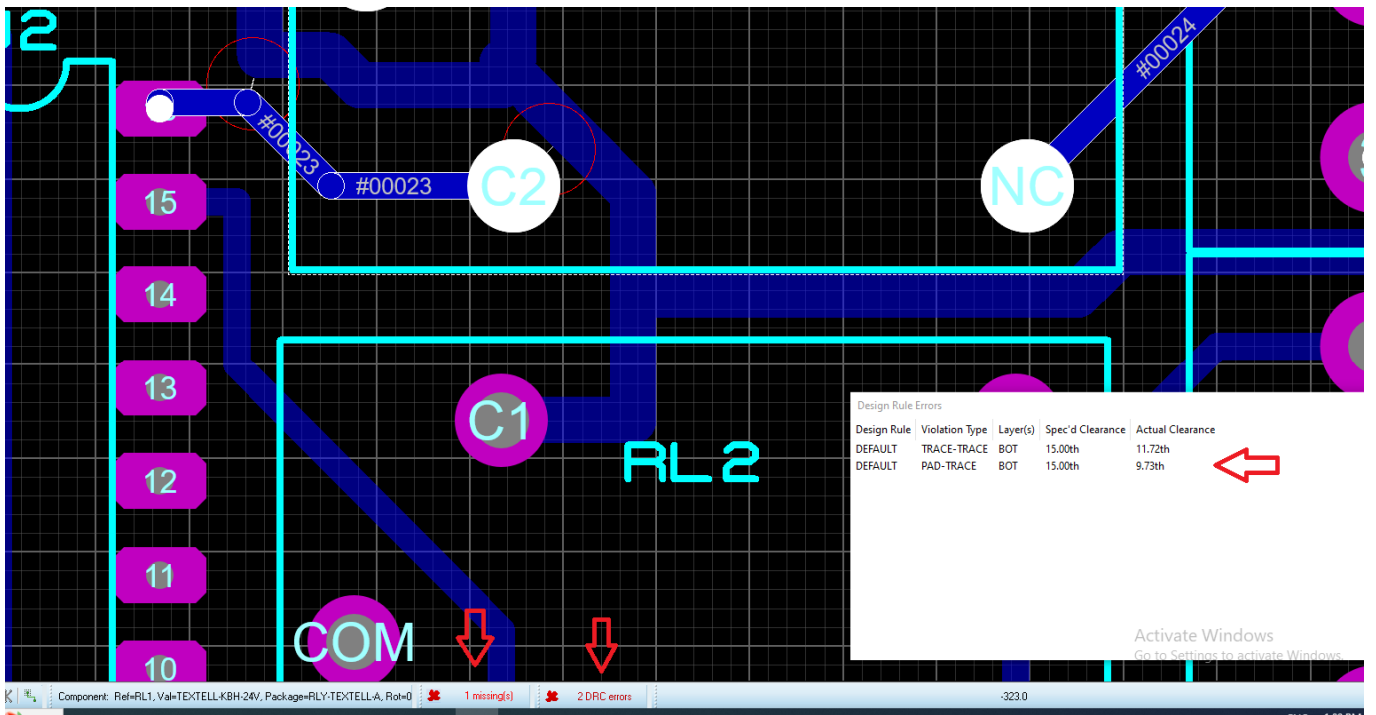 U2
#00024
#00023
#00023
C2
NC
15
14
13
C1
RL2
12
11
COM
10
Design Rule Errors
Design Rule Violation Type Layer(s) Spec'd Clearance Actual Clearance
DEFAULT TRACE-TRACE BOT 15.00th 11.72th
DEFAULT PAD-TRACE BOT 15.00th 9.73th
Activate Windows
Go to Settings to activate Windows.
Component: Ref=RL1, Val=TEXTELL-KBH-24V, Package=RLY-TEXTELL-A, Rot=0
1 missing(s)
2 DRC errors
-323.0